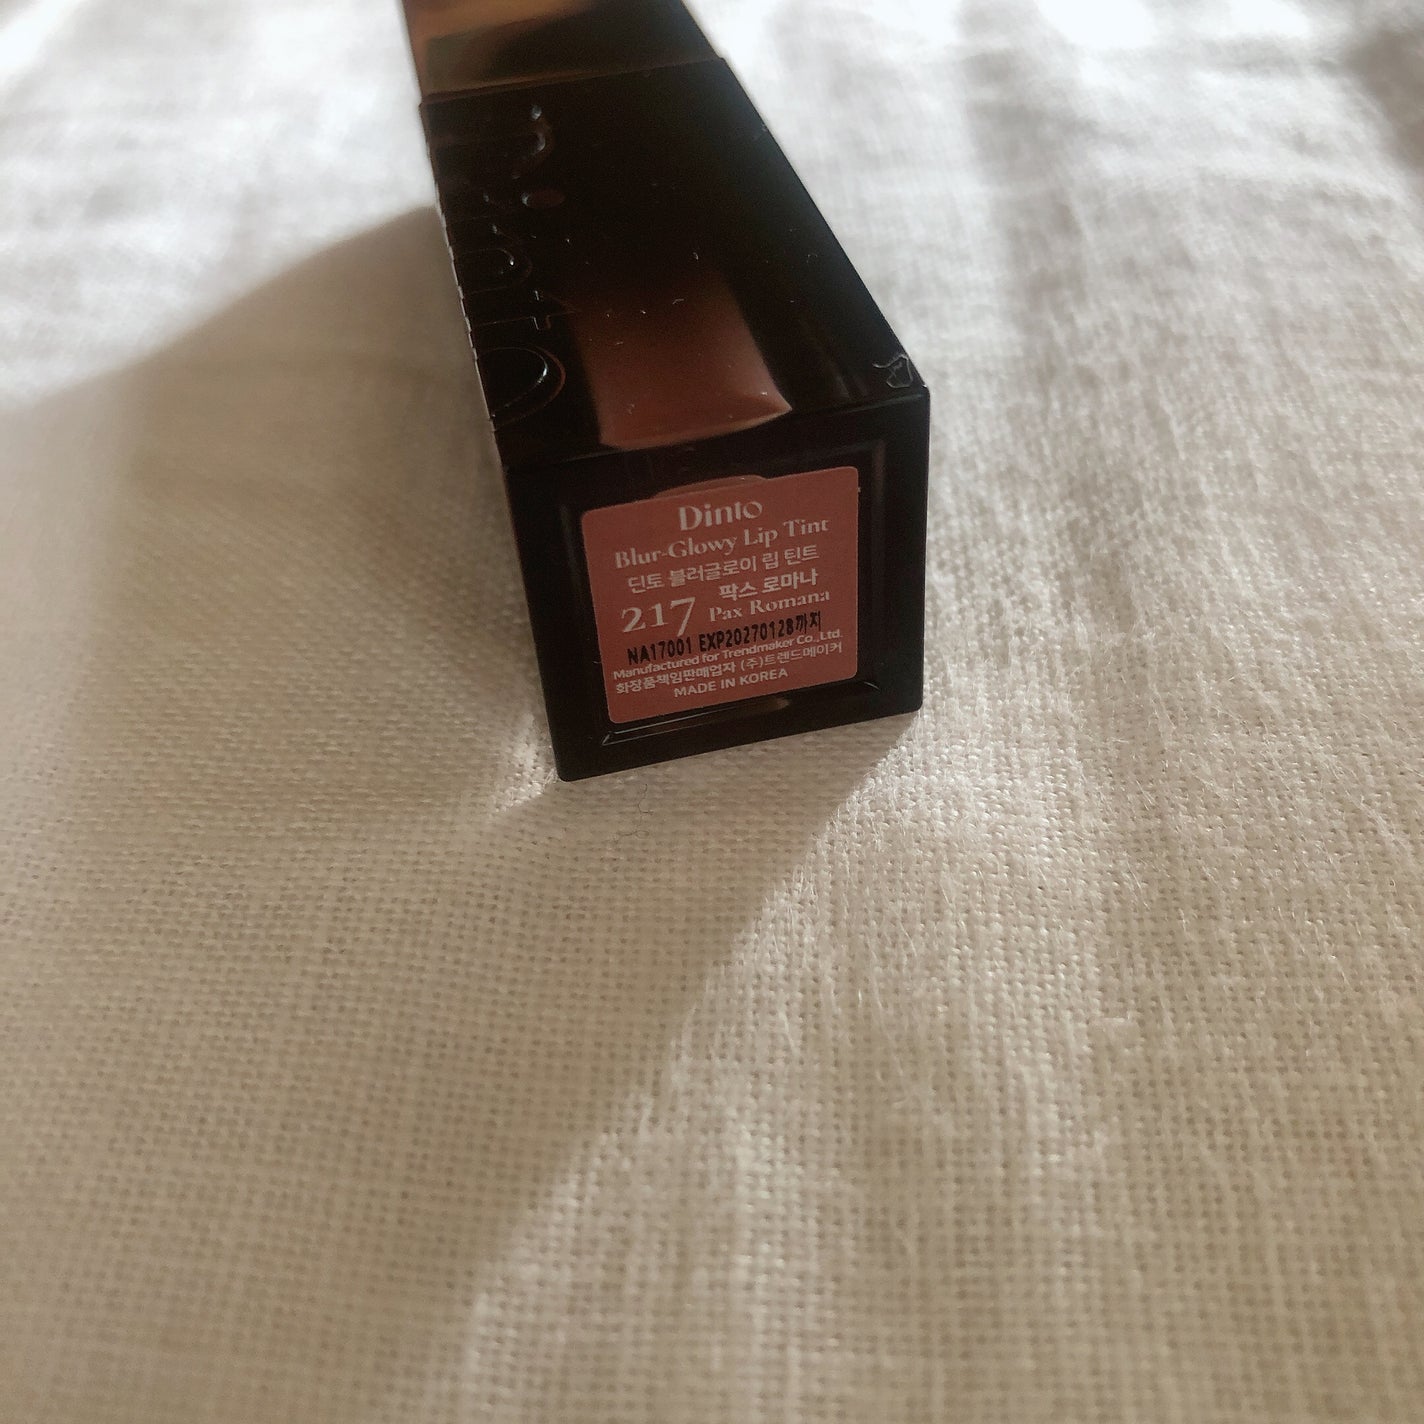 Dinto
Dinto
Blur-Glowy Lip Tint
딘토 블러글로이 립 틴트
217 팍스 로마나
Pax Romana
NA17001 EXP20270128까지
Manufactured for Trendmaker Co.,Ltd.
화장품책임판매업자 (주)트렌드메이커
MADE IN KOREA